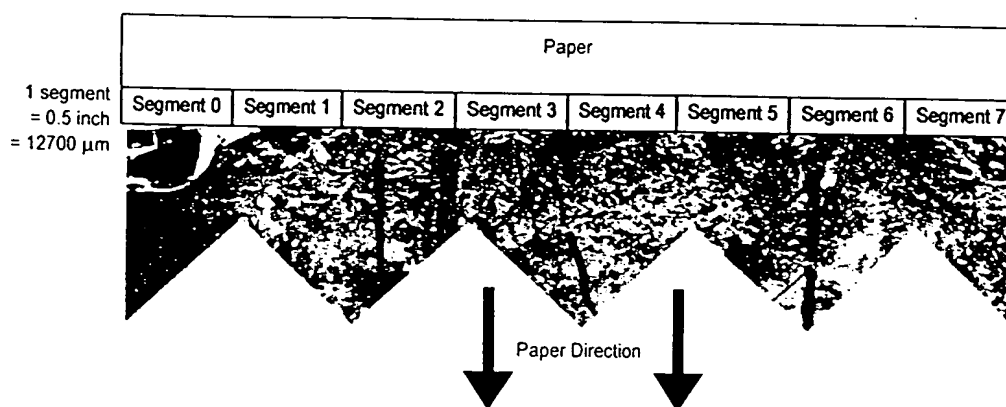 Paper
1 segment
= 0.5 inch
= 12700 μm
Segment 0 Segment 1 Segment 2 Segment 3 Segment 4 Segment 5 Segment 6 Segment 7
Paper Direction